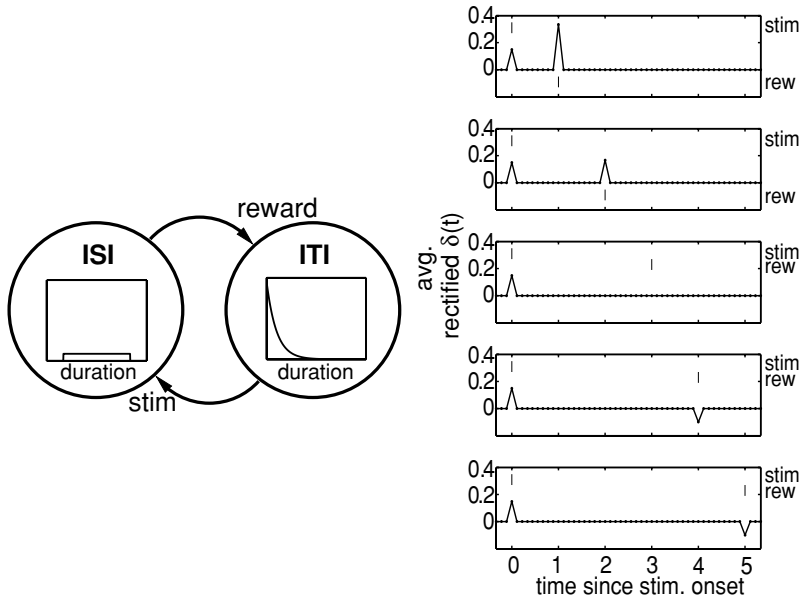 ISI
duration
reward
ITI
duration
stim
avg.
rectified δ(t)
0.4
0.2
0
stim
rew
0.4
0.2
0
stim
rew
0.4
0.2
0
stim
rew
0.4
0.2
0
stim
rew
0.4
0.2
0
stim
rew
0 1 2 3 4 5
time since stim. onset